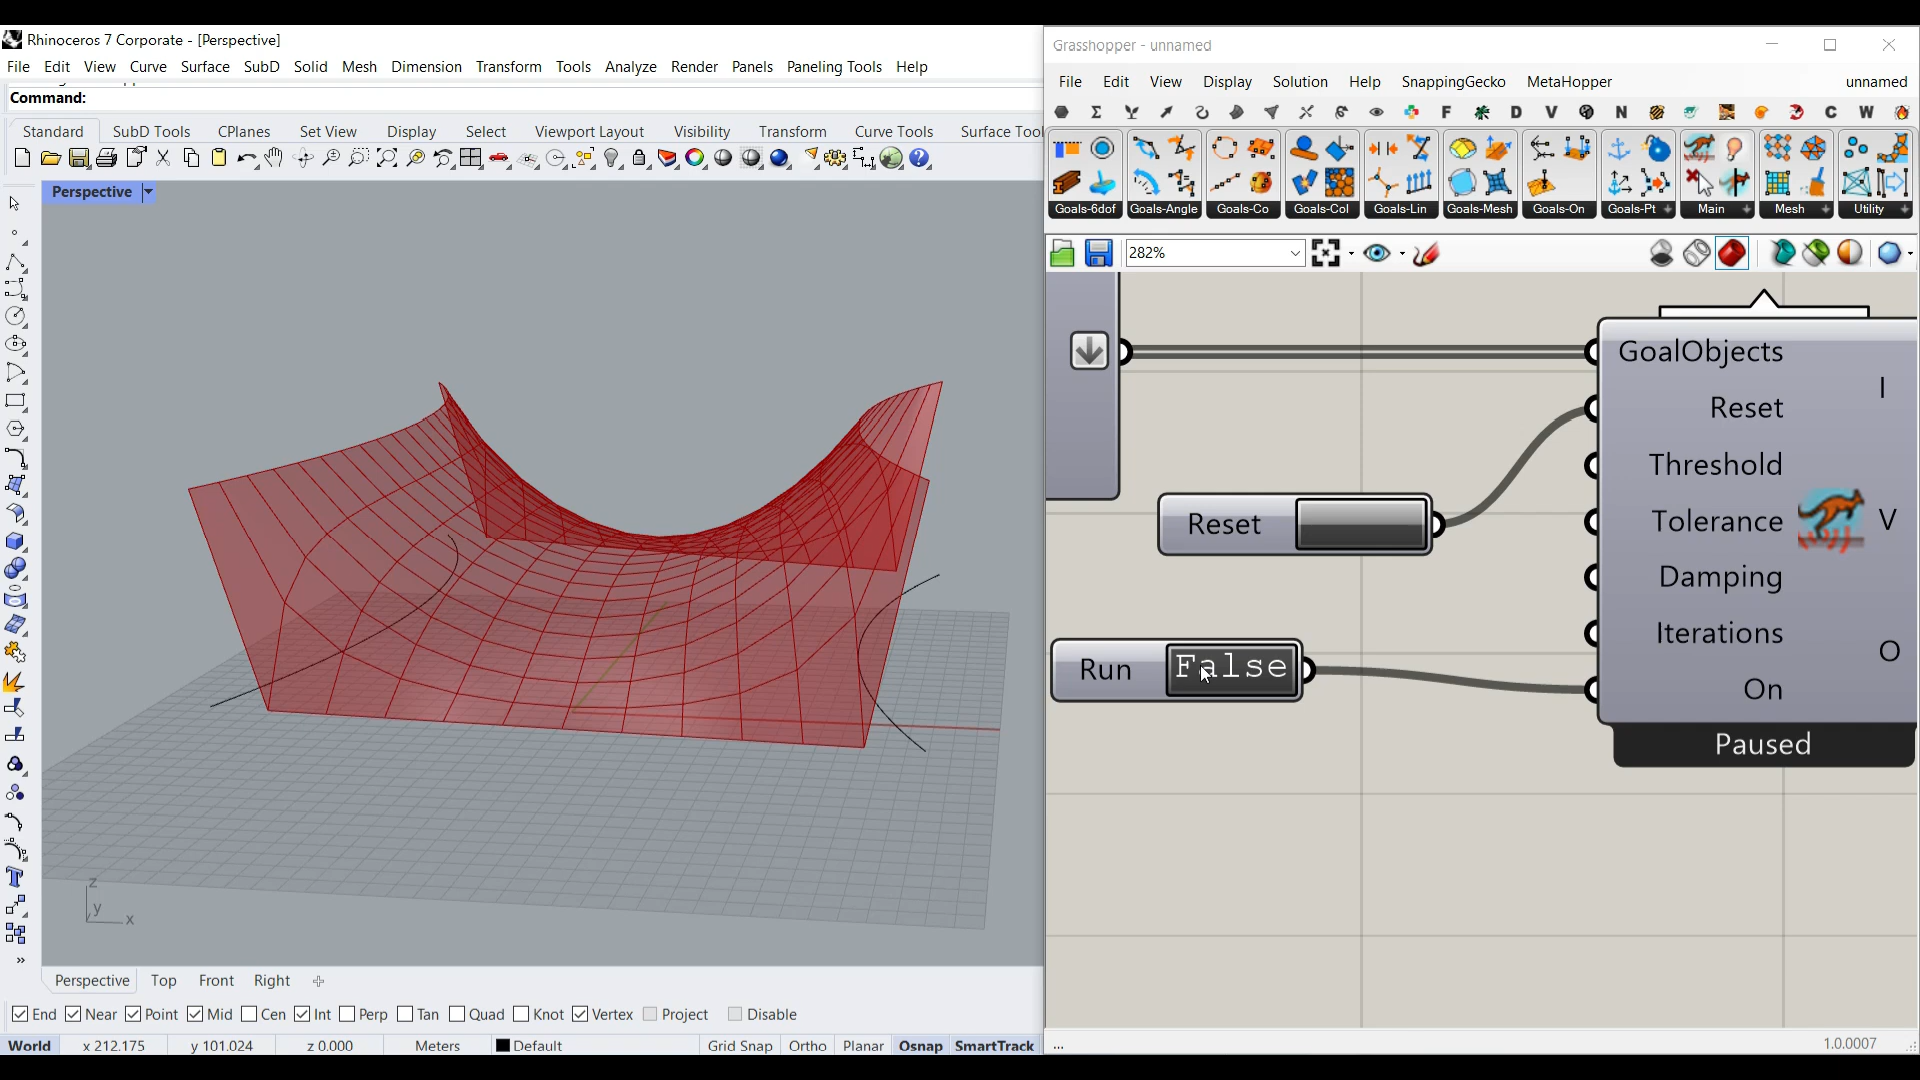 Rhinoceros 7 Corporate - [Perspective]
File Edit View Curve Surface SubD Solid Mesh Dimension Transform Tools Analyze Render Panels Paneling Tools Help
Command:
Standard SubD Tools CPlanes Set View Display Select Viewport Layout Visibility Transform Curve Tools Surface Tool
Perspective
z
y
x
Perspective Top Front Right
End Near Point Mid Cen Int Perp Tan Quad Knot Vertex Project Disable
World x 212.175 y 101.024 z 0.000 Meters Default Grid Snap Ortho Planar Osnap SmartTrack
Grasshopper - unnamed
File Edit View Display Solution Help SnappingGecko MetaHopper unnamed
F D V N C W
Goals-6dof Goals-Angle Goals-Co Goals-Col Goals-Lin Goals-Mesh Goals-On Goals-Pt Main Mesh Utility
282%
GoalObjects
I
Reset
Threshold
Reset
Tolerance
V
Damping
Iterations
O
Run False
On
Paused
... 1.0.0007